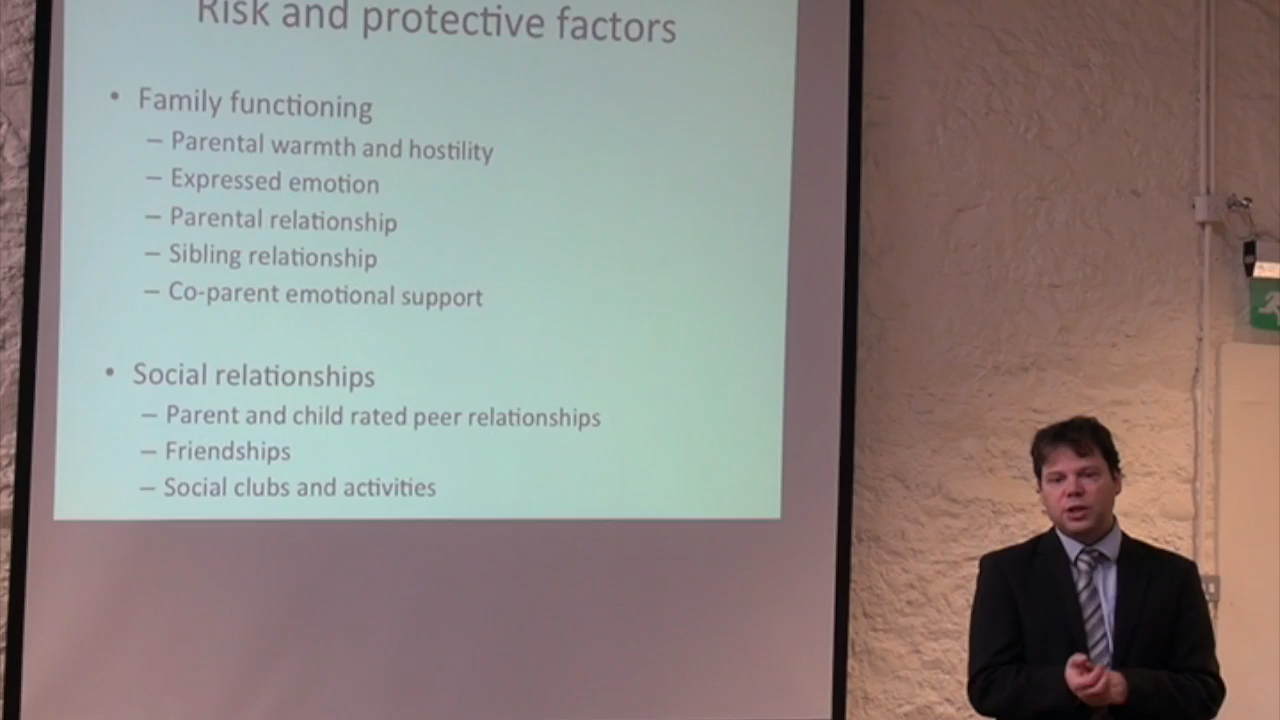 Risk and protective factors
• Family functioning
– Parental warmth and hostility
– Expressed emotion
– Parental relationship
– Sibling relationship
– Co-parent emotional support
• Social relationships
– Parent and child rated peer relationships
– Friendships
– Social clubs and activities